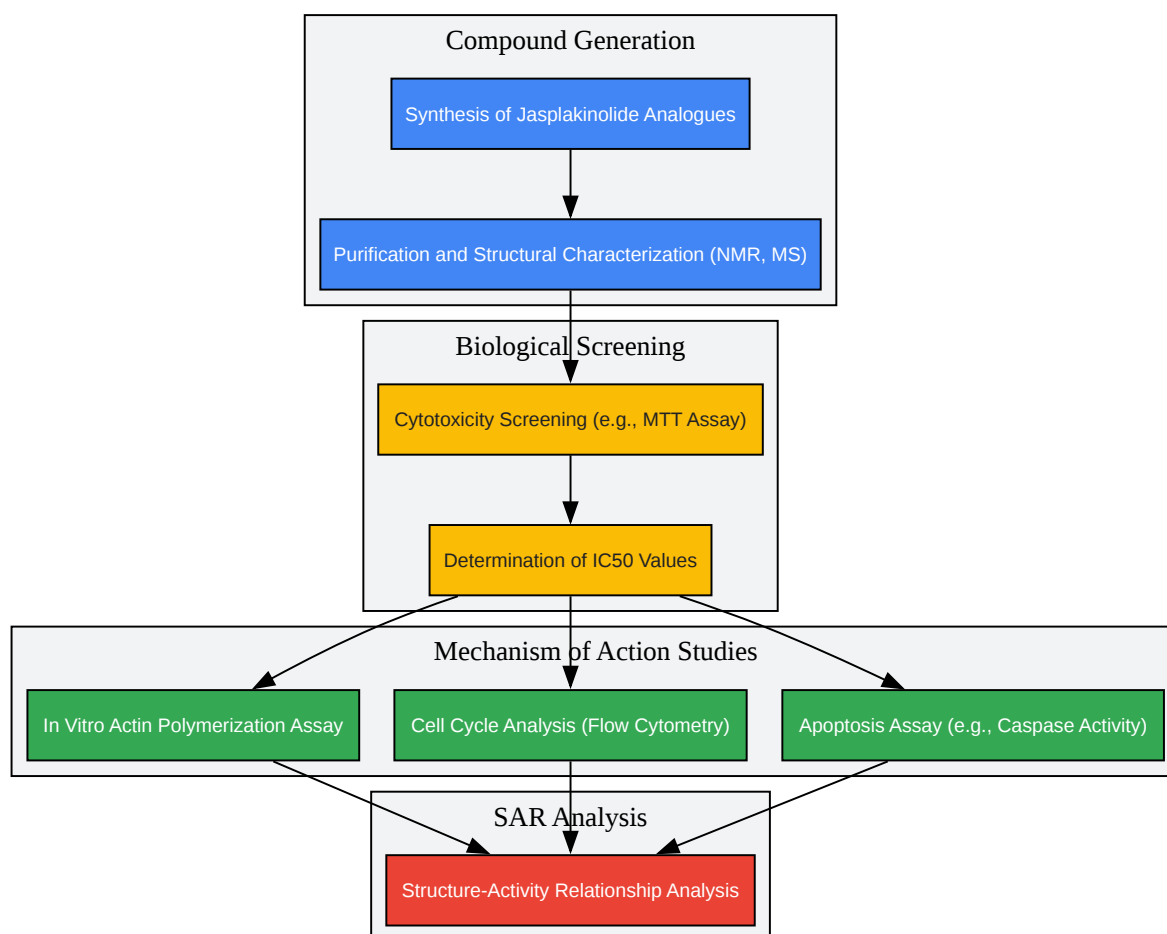 Compound Generation
Synthesis of Jasplakinolide Analogues
Purification and Structural Characterization (NMR, MS)
Biological Screening
Cytotoxicity Screening (e.g., MTT Assay)
Determination of IC50 Values
Mechanism of Action Studies
In Vitro Actin Polymerization Assay
Cell Cycle Analysis (Flow Cytometry)
Apoptosis Assay (e.g., Caspase Activity)
SAR Analysis
Structure-Activity Relationship Analysis